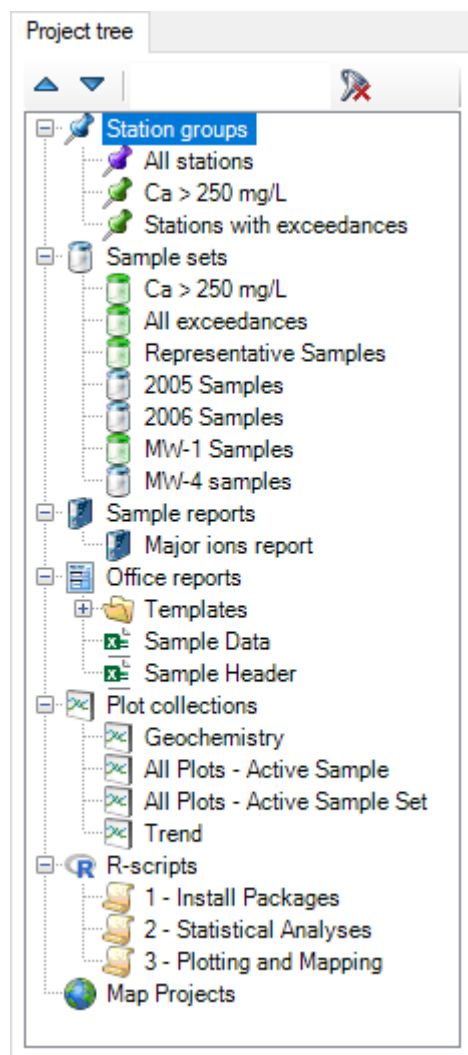 Project tree
Station groups
All stations
Ca > 250 mg/L
Stations with exceedances
Sample sets
Ca > 250 mg/L
All exceedances
Representative Samples
2005 Samples
2006 Samples
MW-1 Samples
MW-4 samples
Sample reports
Major ions report
Office reports
Templates
Sample Data
Sample Header
Plot collections
Geochemistry
All Plots - Active Sample
All Plots - Active Sample Set
Trend
R-scripts
1 - Install Packages
2 - Statistical Analyses
3 - Plotting and Mapping
Map Projects